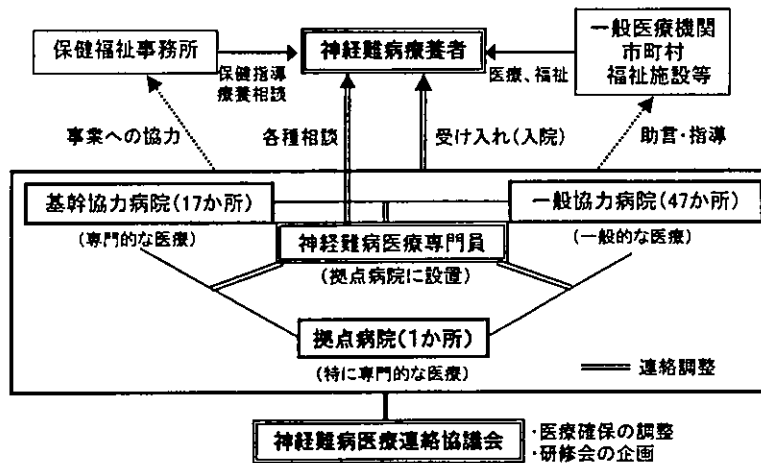 保健福祉事務所
神経難病療養者
一般医療機関
市町村
福祉施設等
保健指導
療養相談
医療、福祉
事業への協力
各種相談
受け入れ(入院)
助言・指導
基幹協力病院(17か所)
一般協力病院(47か所)
(専門的な医療)
神経難病医療専門員
(一般的な医療)
(拠点病院に設置)
拠点病院(1か所)
(特に専門的な医療)
連絡調整
神経難病医療連絡協議会
・医療確保の調整
・研修会の企画